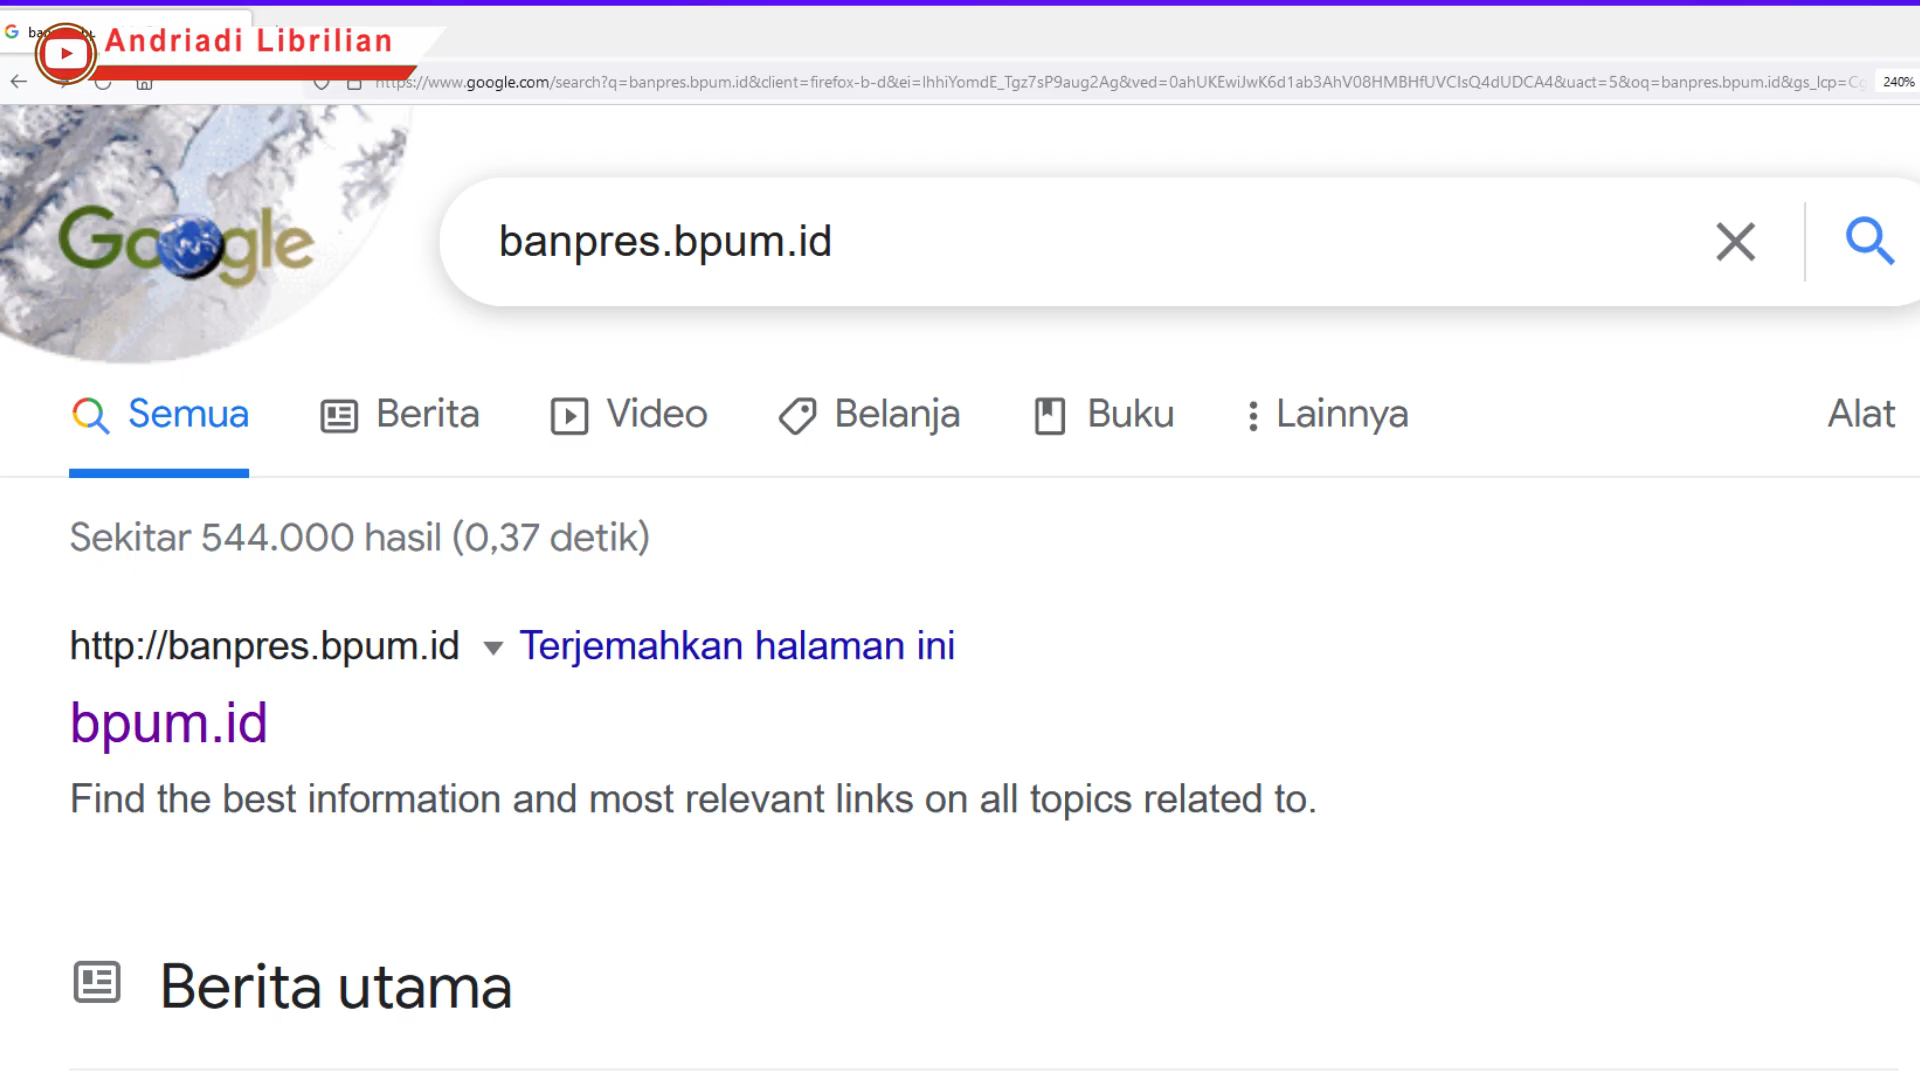 Andriadi Librilian
https://www.google.com/search?q=banpres.bpum.id&client=firefox-b-d&ei=IhhiYomdE_Tgz7sP9aug2Ag&ved=0ahUKEwiJwK6d1ab3AhV08HMBHfUVCIsQ4dUDCA4&uact=5&oq=banpres.bpum.id&gs_lcp=Cg 240%
Google banpres.bpum.id
Semua Berita Video Belanja Buku Lainnya Alat
Sekitar 544.000 hasil (0,37 detik)
http://banpres.bpum.id Terjemahkan halaman ini
bpum.id
Find the best information and most relevant links on all topics related to.
Berita utama